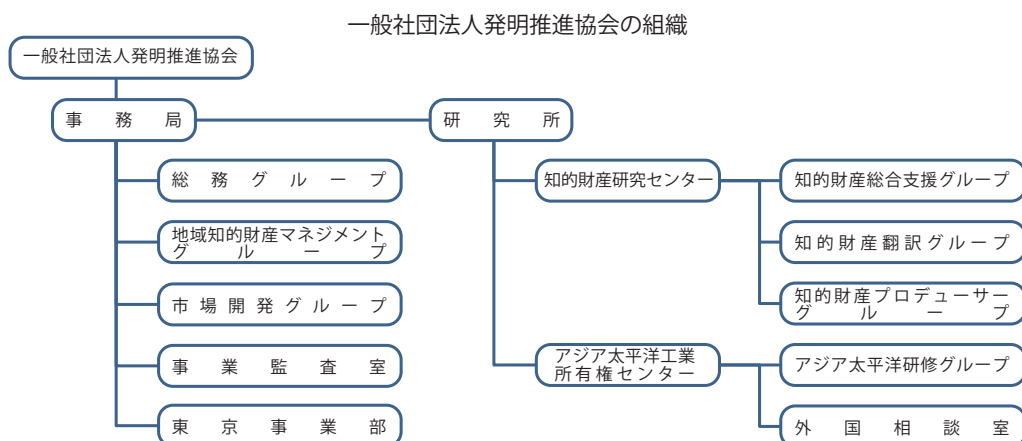 一般社団法人発明推進協会の組織
一般社団法人発明推進協会
事務局
研究所
総務グループ
地域知的財産マネジメント
グループ
市場開発グループ
事業監査室
東京事業部
知的財産研究センター
知的財産総合支援グループ
知的財産翻訳グループ
知的財産プロデューサー
グループ
アジア太平洋工業
所有権センター
アジア太平洋研修グループ
外国相談室